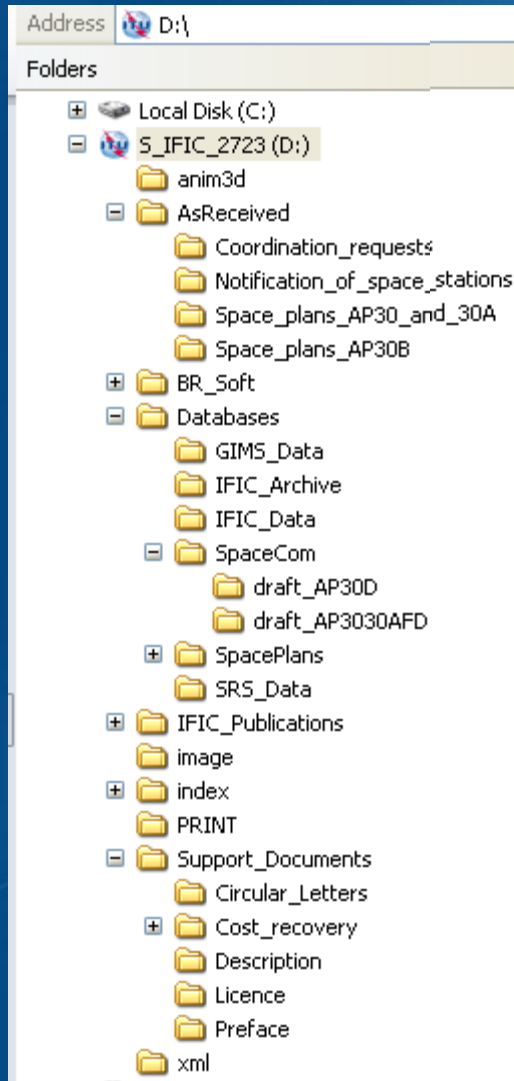 Address D:\
Folders
Local Disk (C:)
S_IFIC_2723 (D:)
anim3d
AsReceived
Coordination_requests
Notification_of_space_stations
Space_plans_AP30_and_30A
Space_plans_AP30B
BR_Soft
Databases
GIMS_Data
IFIC_Archive
IFIC_Data
SpaceCom
draft_AP30D
draft_AP3030AFD
SpacePlans
SRS_Data
IFIC_Publications
image
index
PRINT
Support_Documents
Circular_Letters
Cost_recovery
Description
Licence
Preface
xml